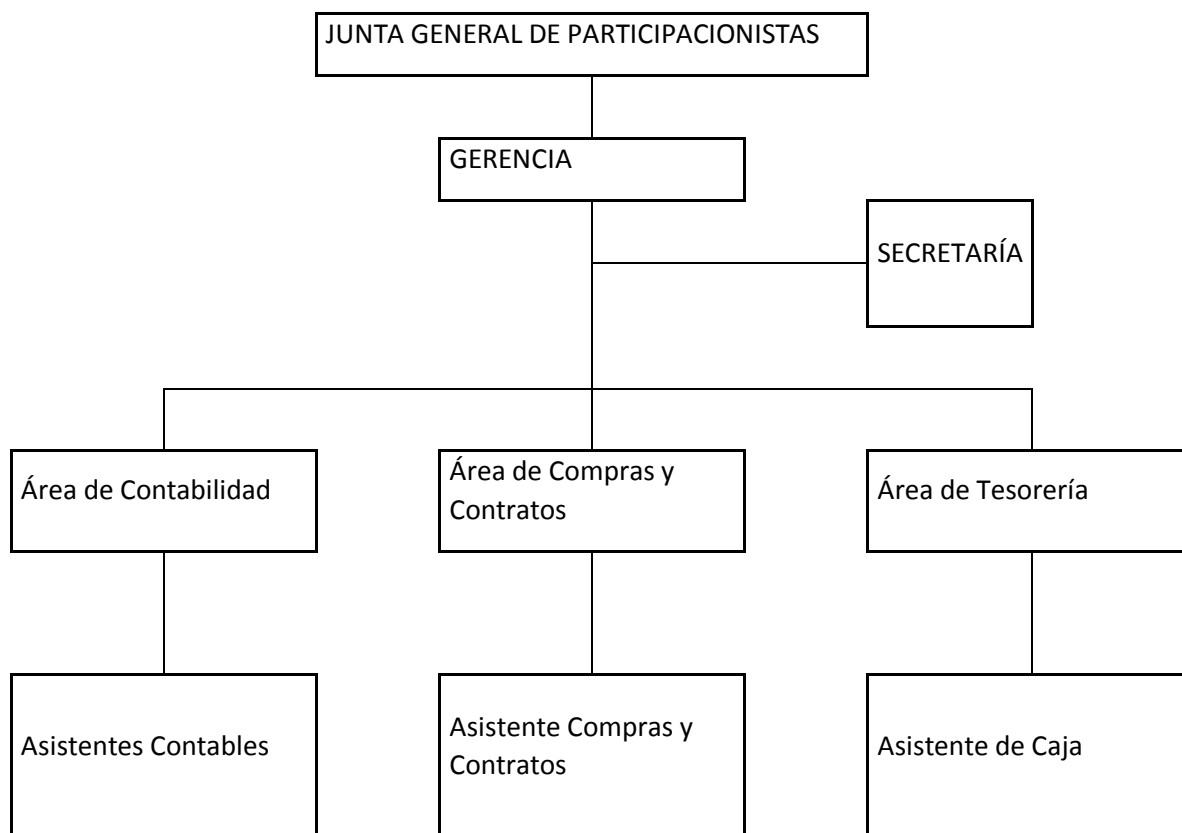 JUNTA GENERAL DE PARTICIPACIONISTAS
GERENCIA
SECRETARÍA
Área de Contabilidad
Área de Compras y
Contratos
Área de Tesorería
Asistentes Contables
Asistente Compras y
Contratos
Asistente de Caja